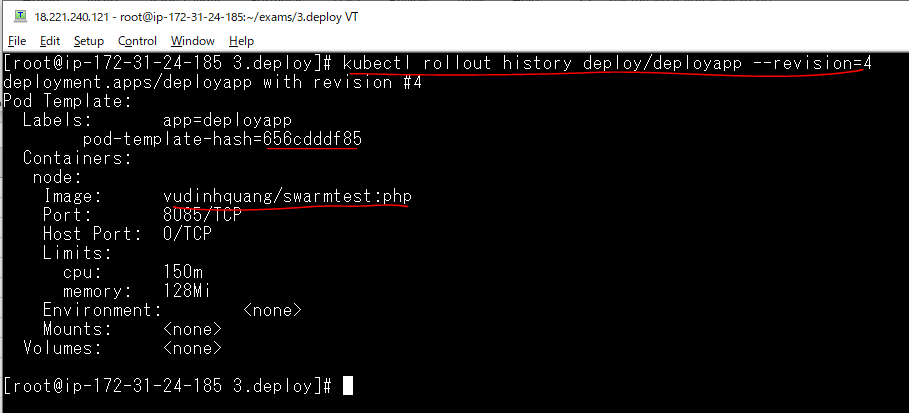 18.221.240.121 - root@ip-172-31-24-185:~/exams/3.deploy VT
File Edit Setup Control Window Help
[root@ip-172-31-24-185 3.deploy]# kubectl rollout history deploy/deployapp --revision=4
deployment.apps/deployapp with revision #4
Pod Template:
  Labels:       app=deployapp
        pod-template-hash=656cdddf85
  Containers:
   node:
    Image:      vudinhquang/swarmtest:php
    Port:       8085/TCP
    Host Port:  0/TCP
    Limits:
      cpu:      150m
      memory:   128Mi
    Environment:        <none>
    Mounts:     <none>
  Volumes:      <none>
[root@ip-172-31-24-185 3.deploy]#